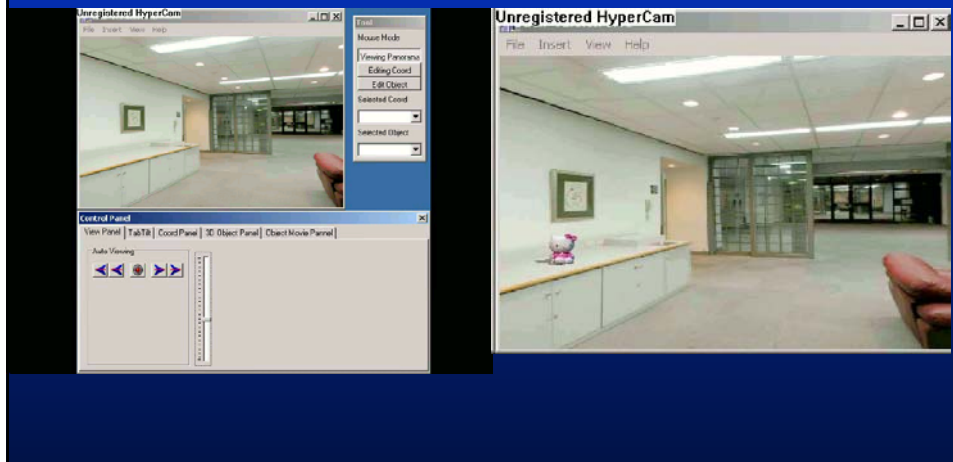 Unregistered HyperCam
File Insert View Help
Tool
Mouse Mode
Viewing Panorama
Editing Coord
Edit Object
Selected Coord
Selected Object
Control Panel
View Panel TabTilt Coord Panel 3D Object Panel Object Movie Pannel
Auto Viewing
Unregistered HyperCam
File Insert View Help